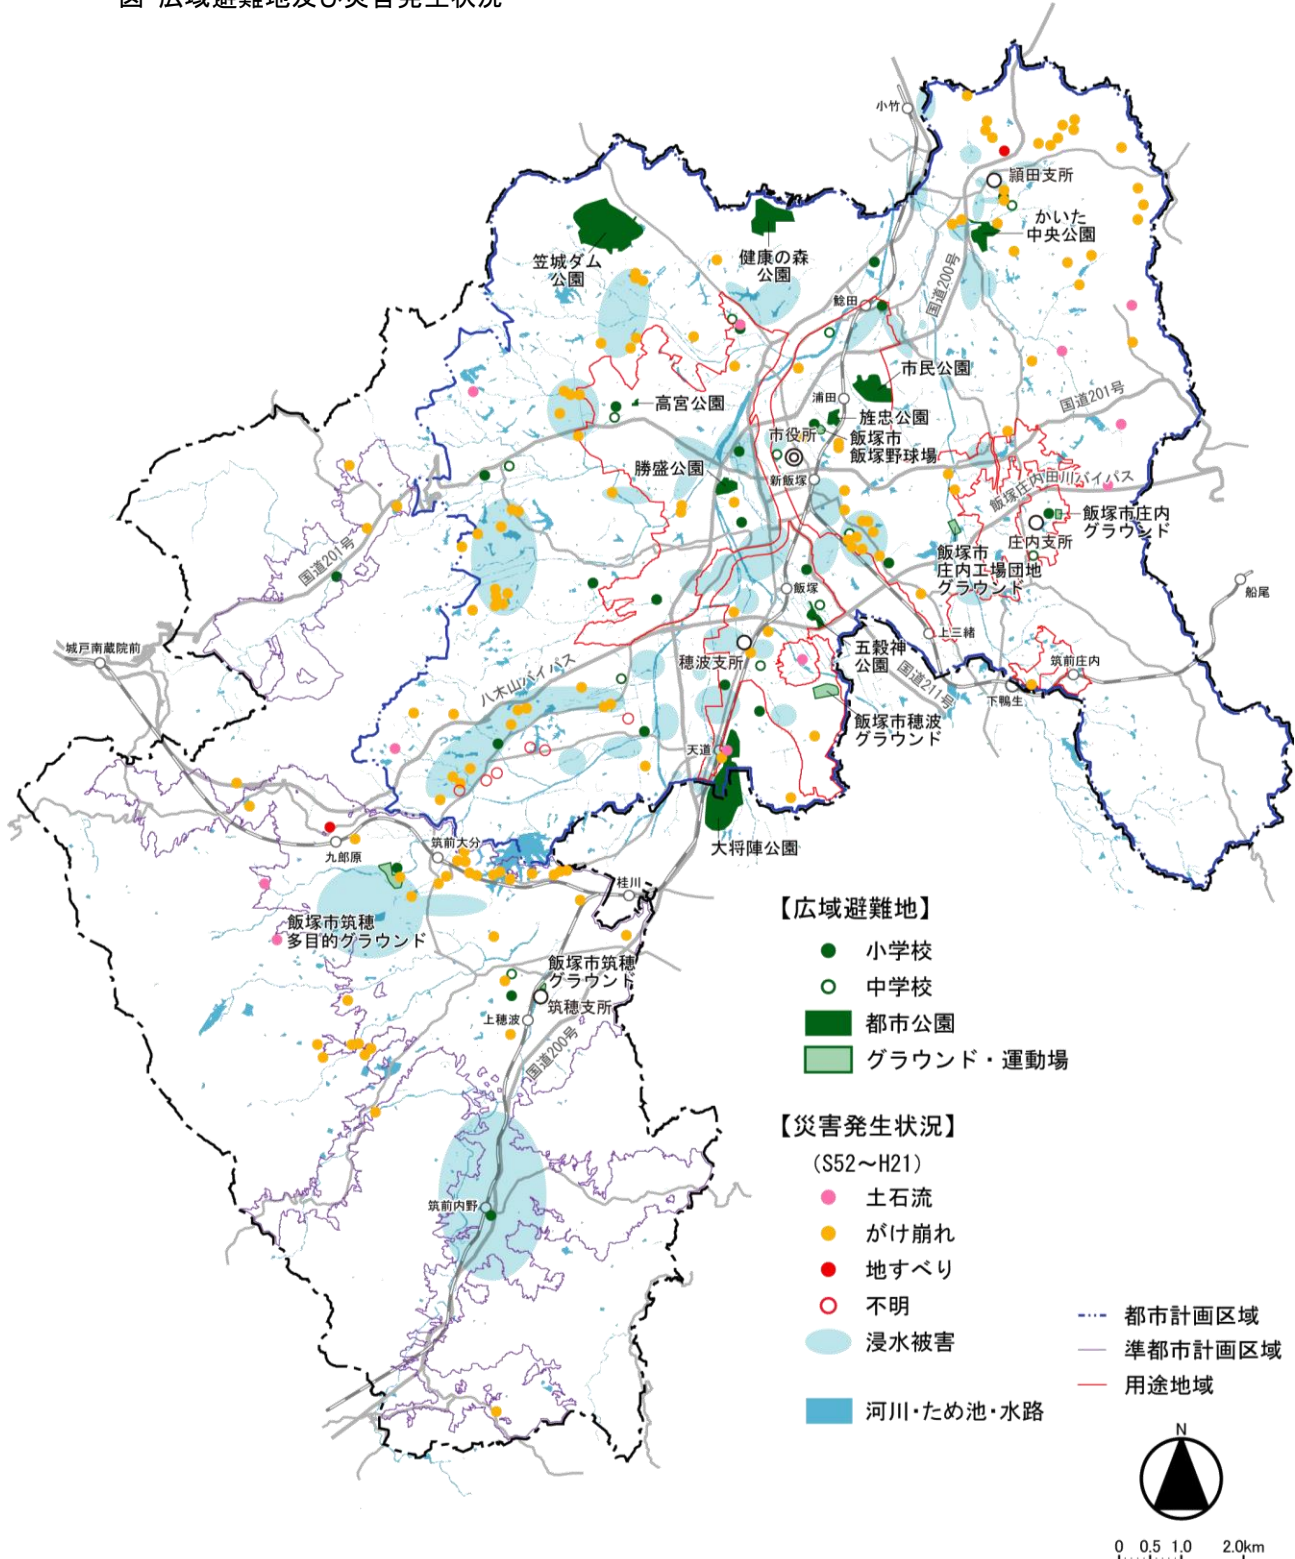 図 広域避難地及び災害発生状況
小竹
頴田支所
かいた
中央公園
笠城ダム
公園
健康の森
公園
国道200号
鯰田
市民公園
浦田
国道201号
高宮公園
旌忠公園
市役所
飯塚市
飯塚野球場
勝盛公園
新飯塚
飯塚庄内田川バイパス
飯塚市庄内
グラウンド
庄内支所
国道201号
飯塚市
庄内工場団地
グラウンド
飯塚
船尾
城戸南蔵院前
上三緒
穂波支所
五穀神
公園
筑前庄内
八木山バイパス
国道211号
下鴨生
飯塚市穂波
グラウンド
天道
大将陣公園
筑前大分
九郎原
桂川
飯塚市筑穂
多目的グラウンド
飯塚市筑穂
グラウンド
筑穂支所
上穂波
国道200号
筑前内野
【広域避難地】
小学校
中学校
都市公園
グラウンド・運動場
【災害発生状況】
(S52～H21)
土石流
がけ崩れ
地すべり
不明
浸水被害
河川・ため池・水路
都市計画区域
準都市計画区域
用途地域
N
0 0.5 1.0 2.0km